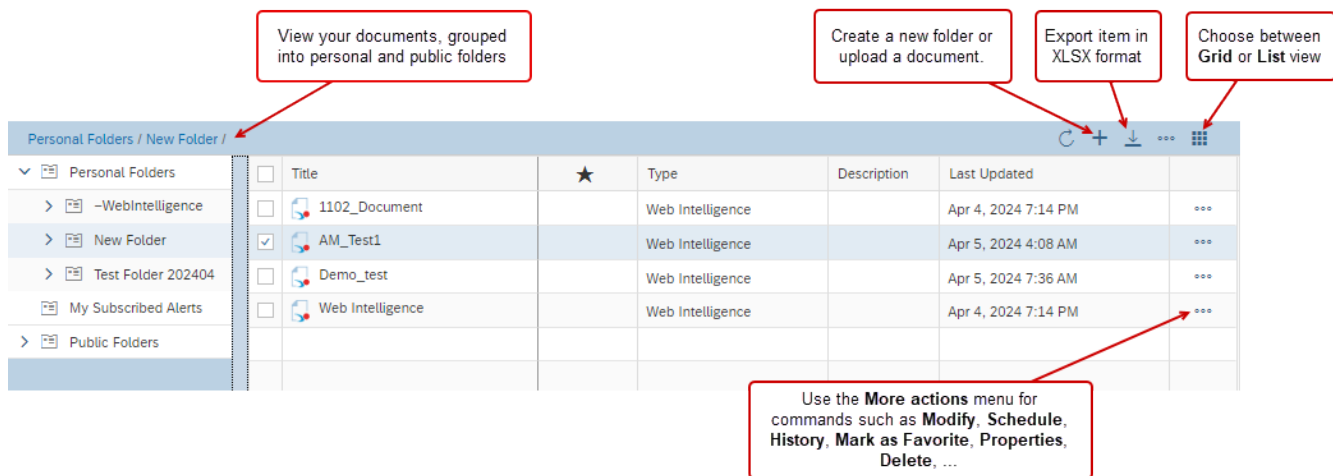 View your documents, grouped
into personal and public folders
Create a new folder or
upload a document.
Export item in
XLSX format
Choose between
Grid or List view
Personal Folders / New Folder /
Personal Folders
~WebIntelligence
New Folder
Test Folder 202404
My Subscribed Alerts
Public Folders
Title ★ Type Description Last Updated
1102_Document Web Intelligence Apr 4, 2024 7:14 PM
AM_Test1 Web Intelligence Apr 5, 2024 4:08 AM
Demo_test Web Intelligence Apr 5, 2024 7:36 AM
Web Intelligence Web Intelligence Apr 4, 2024 7:14 PM
Use the More actions menu for
commands such as Modify, Schedule,
History, Mark as Favorite, Properties,
Delete, ...